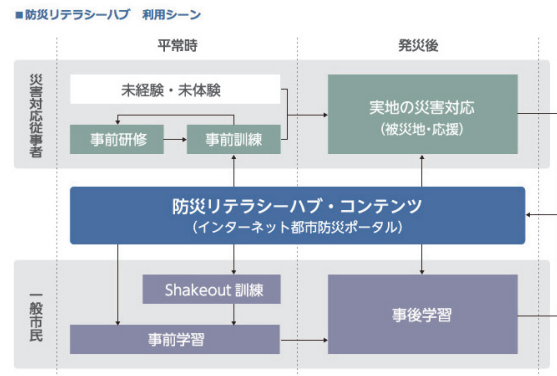 ■防災リテラシーハブ 利用シーン
平常時
発災後
災害対応従事者
未経験・未体験
事前研修
事前訓練
実地の災害対応
（被災地・応援）
防災リテラシーハブ・コンテンツ
（インターネット都市防災ポータル）
一般市民
Shakeout 訓練
事前学習
事後学習